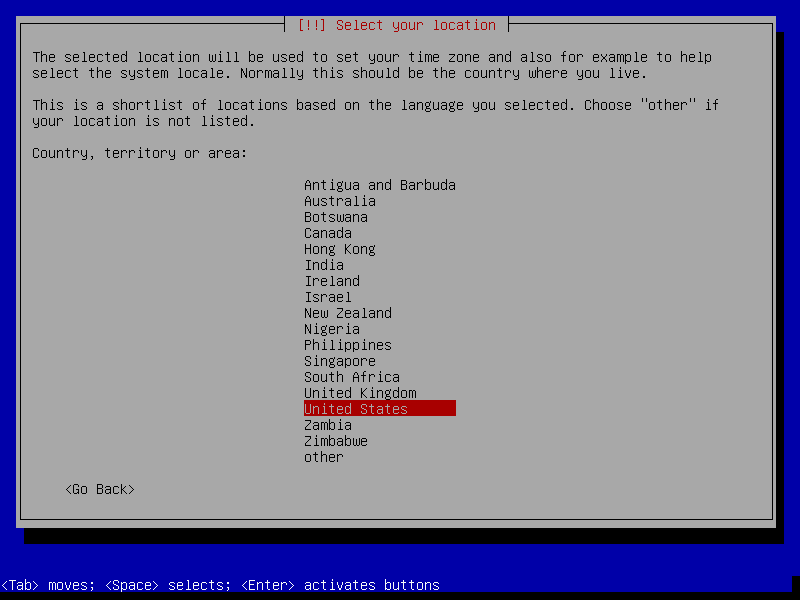 [!!] Select your location
The selected location will be used to set your time zone and also for example to help
select the system locale. Normally this should be the country where you live.
This is a shortlist of locations based on the language you selected. Choose "other" if
your location is not listed.
Country, territory or area:
Antigua and Barbuda
Australia
Botswana
Canada
Hong Kong
India
Ireland
Israel
New Zealand
Nigeria
Philippines
Singapore
South Africa
United Kingdom
United States
Zambia
Zimbabwe
other
<Go Back>
<Tab> moves; <Space> selects; <Enter> activates buttons